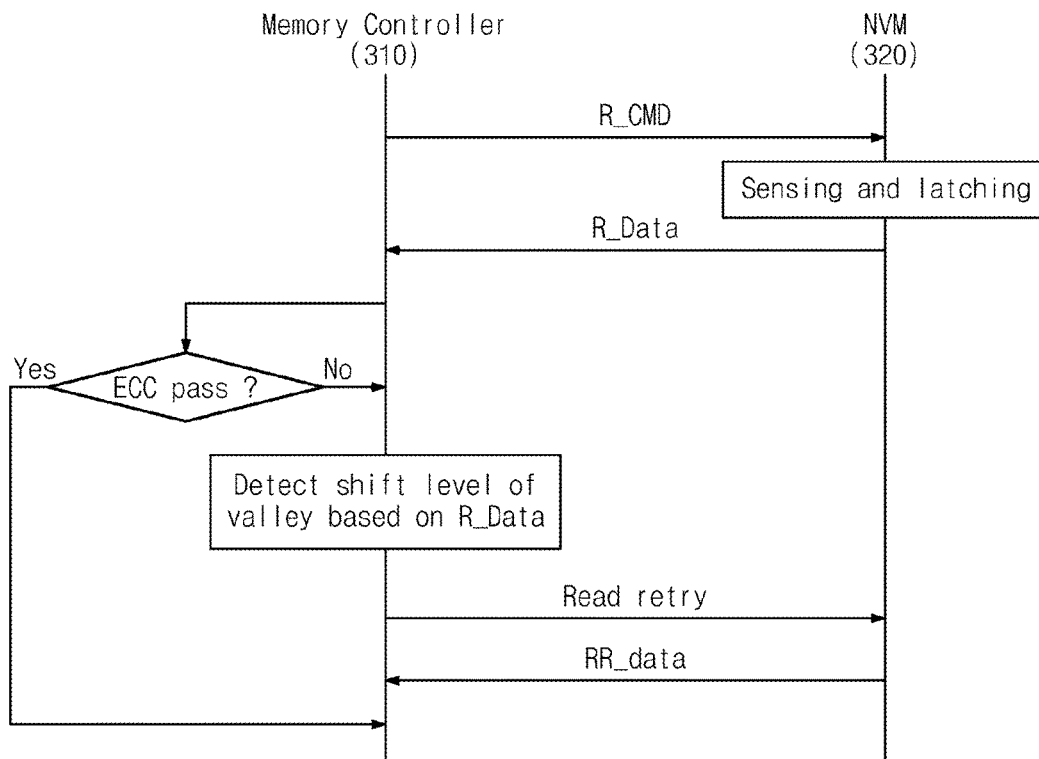 Memory Controller
(310)
NVM
(320)
R_CMD
Sensing and latching
R_Data
Yes
ECC pass ?
No
Detect shift level of
valley based on R_Data
Read retry
RR_data